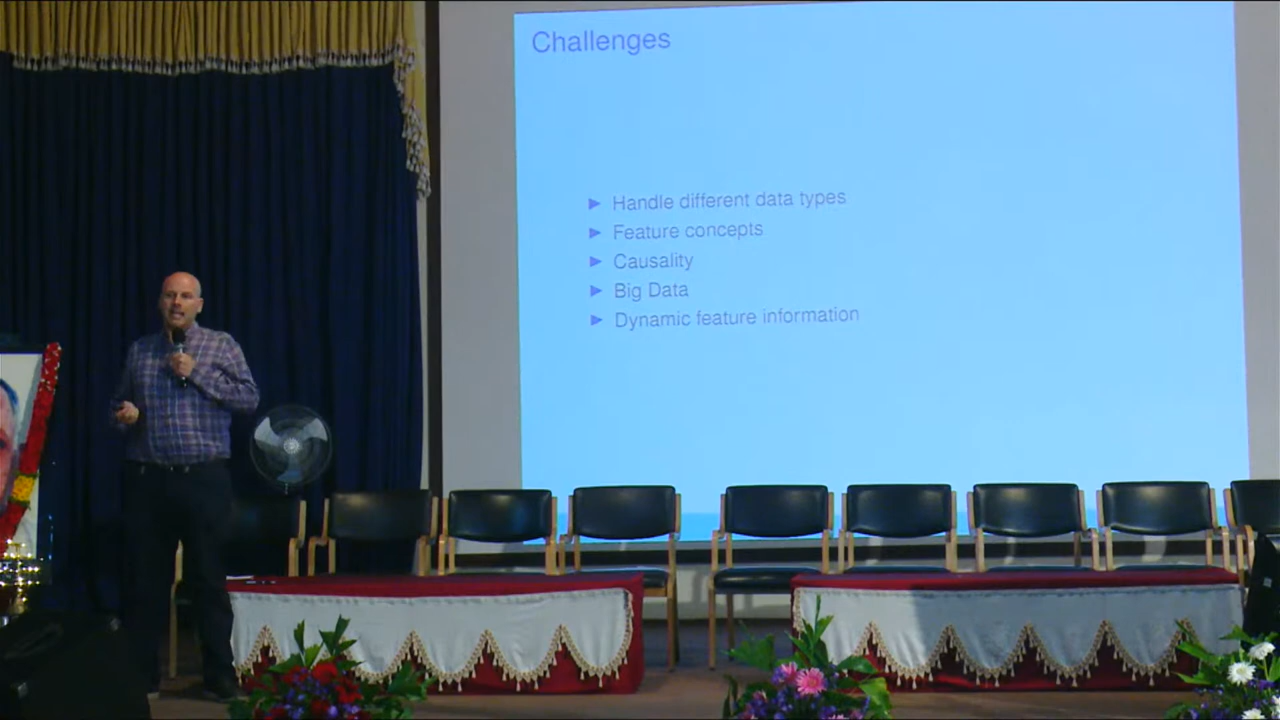 Challenges
► Handle different data types
► Feature concepts
► Causality
► Big Data
► Dynamic feature information